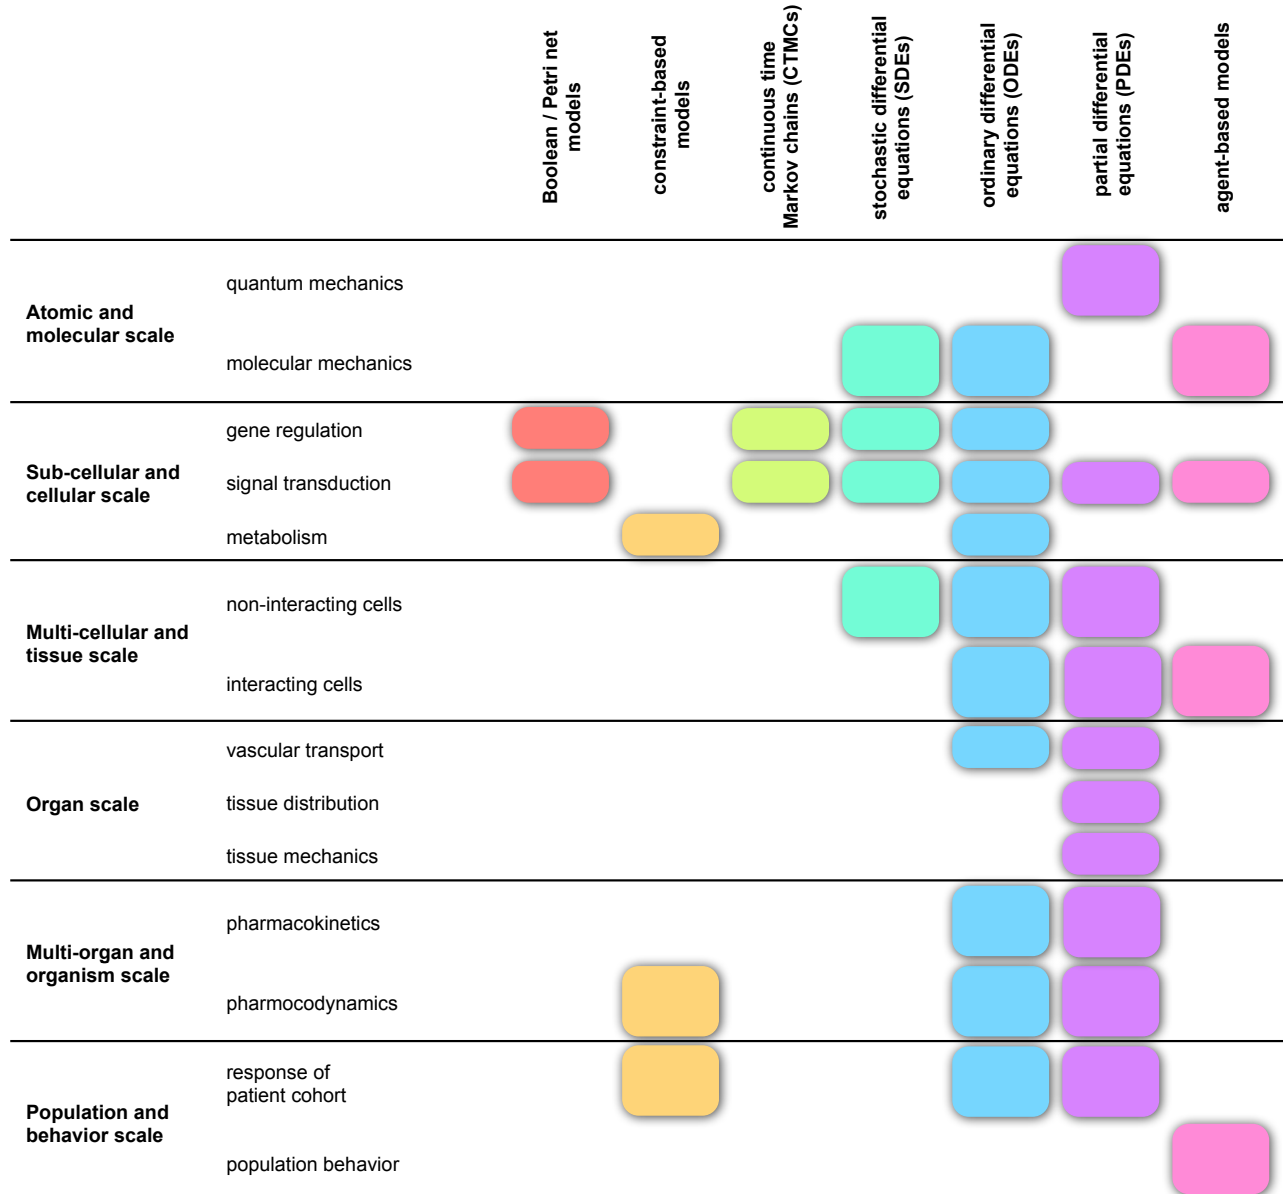 Boolean / Petri net
models
constraint-based
models
continuous time
Markov chains (CTMCs)
stochastic differential
equations (SDEs)
ordinary differential
equations (ODEs)
partial differential
equations (PDEs)
agent-based models
Atomic and
molecular scale
quantum mechanics
molecular mechanics
Sub-cellular and
cellular scale
gene regulation
signal transduction
metabolism
Multi-cellular and
tissue scale
non-interacting cells
interacting cells
Organ scale
vascular transport
tissue distribution
tissue mechanics
Multi-organ and
organism scale
pharmacokinetics
pharmocodynamics
Population and
behavior scale
response of
patient cohort
population behavior